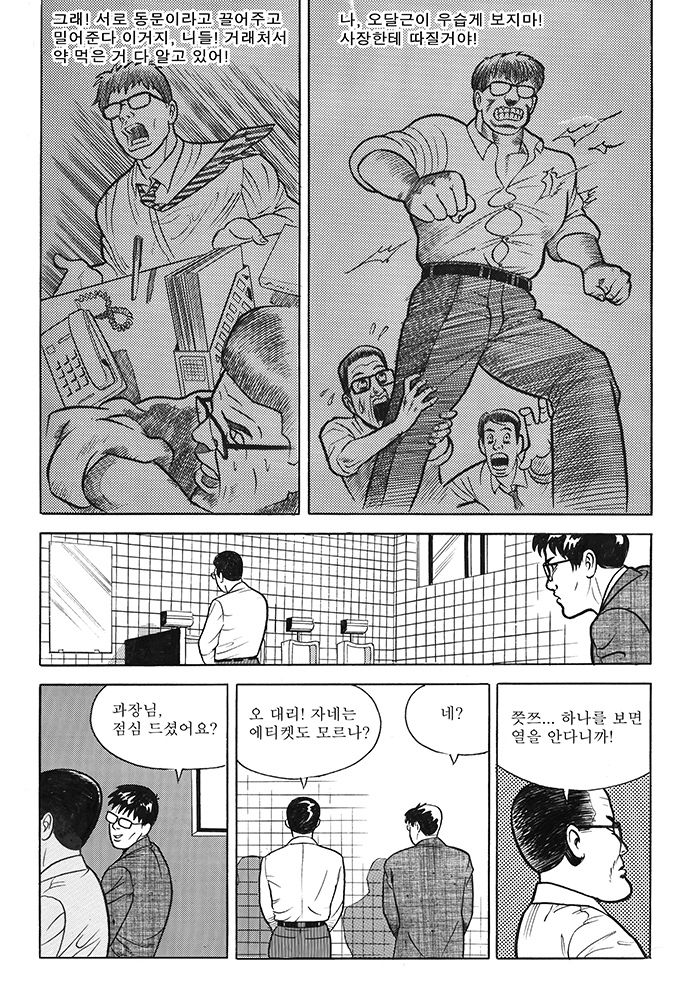 그래! 서로 동문이라고 끌어주고
밀어준다 이거지, 니들! 거래처서
약 먹은 거 다 알고 있어!
나, 오달근이 우습게 보지마!
사장한테 따질거야!
과장님,
점심 드셨어요?
오 대리! 자네는
에티켓도 모르나?
네?
쯧쯔... 하나를 보면
열을 안다니까!